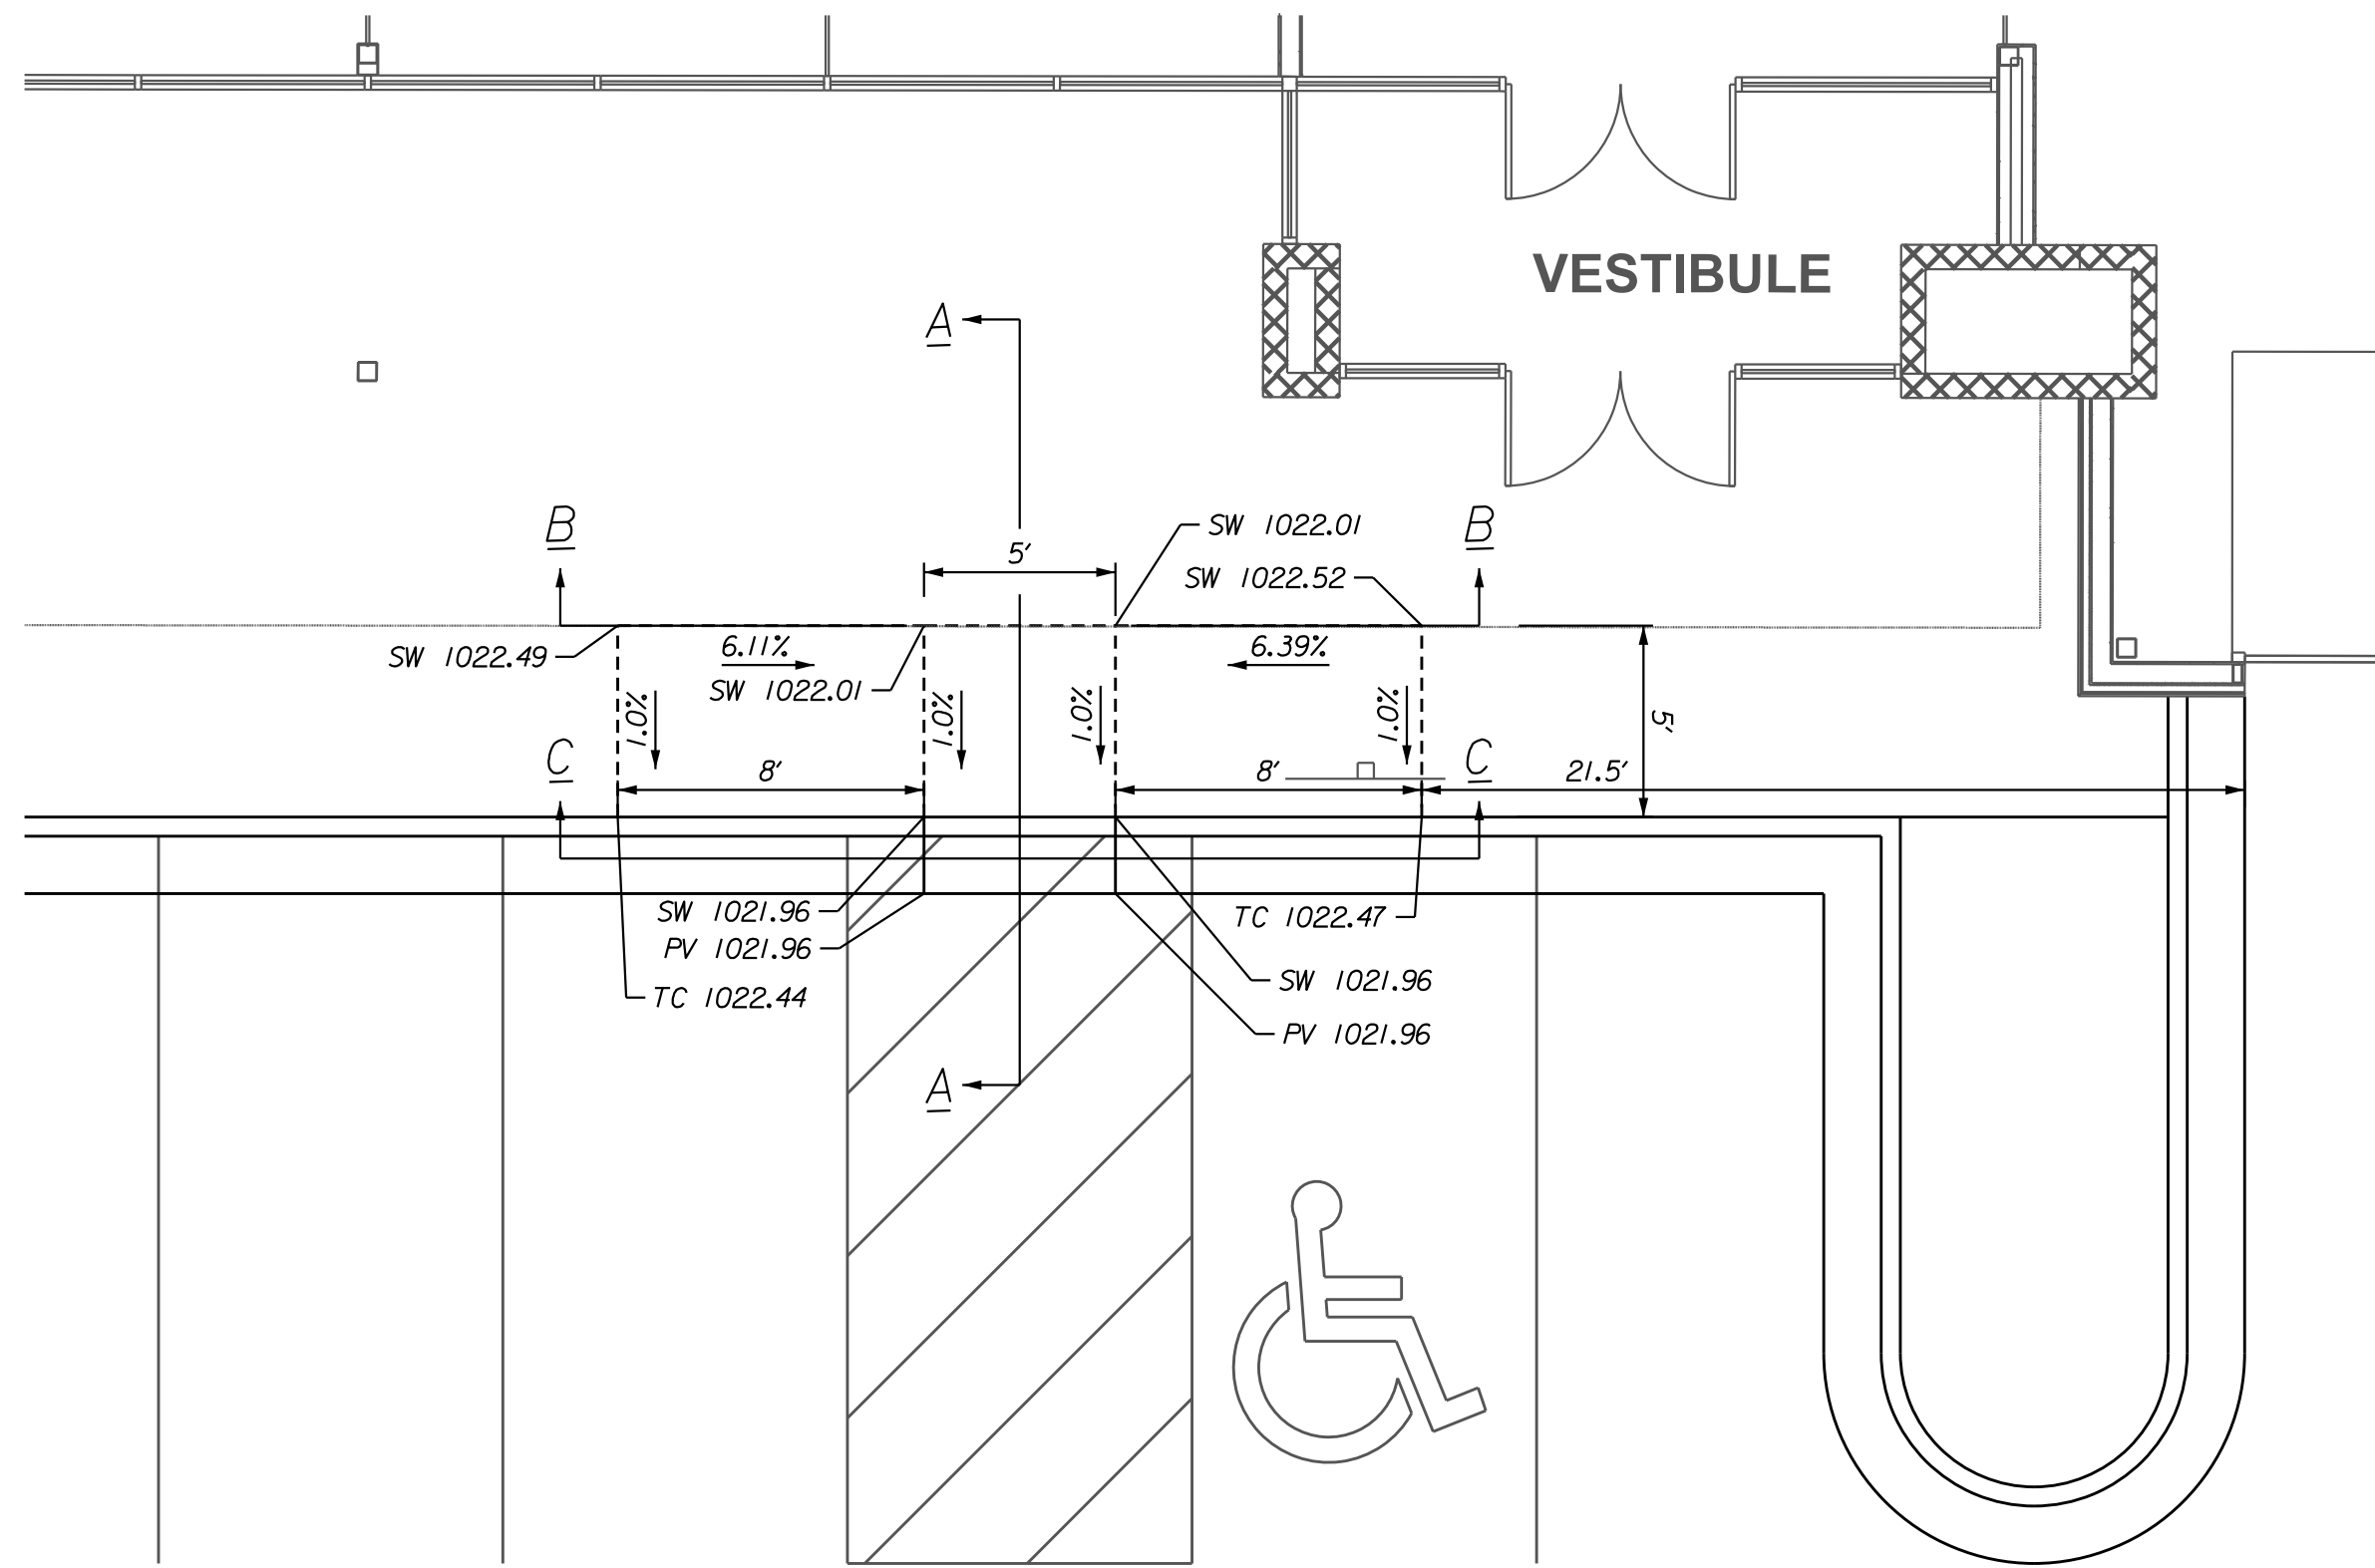 VESTIBULE
A
B
SW 1022.01
B
5'
SW 1022.52
6.11%
6.39%
SW 1022.49
SW 1022.01
1.0%
1.0%
1.0%
1.0%
5'
C
8'
8'
C
21.5'
SW 1021.96
TC 1022.47
PV 1021.96
SW 1021.96
TC 1022.44
PV 1021.96
A